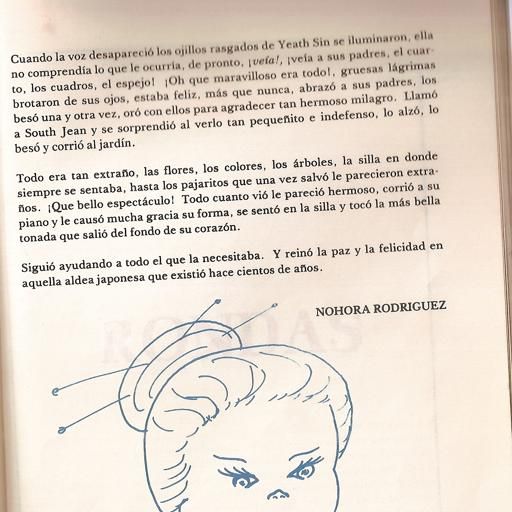 Cuando la voz desapareció los ojillos rasgados de Yeath Sin se iluminaron, ella
no comprendía lo que le ocurría, de pronto, ¡veía!, ¡veía a sus padres, el cuar-
to, los cuadros, el espejo! ¡Oh que maravilloso era todo!, gruesas lágrimas
brotaron de sus ojos, estaba feliz, más que nunca, abrazó a sus padres, los
besó una y otra vez, oró con ellos para agradecer tan hermoso milagro. Llamó
a South Jean y se sorprendió al verlo tan pequeñito e indefenso, lo alzó, lo
besó y corrió al jardín.
Todo era tan extraño, las flores, los colores, los árboles, la silla en donde
siempre se sentaba, hasta los pajaritos que una vez salvó le parecieron extra-
ños. ¡Que bello espectáculo! Todo cuanto vió le pareció hermoso, corrió a su
piano y le causó mucha gracia su forma, se sentó en la silla y tocó la más bella
tonada que salió del fondo de su corazón.
Siguió ayudando a todo el que la necesitaba. Y reinó la paz y la felicidad en
aquella aldea japonesa que existió hace cientos de años.
NOHORA RODRIGUEZ
RONDAS